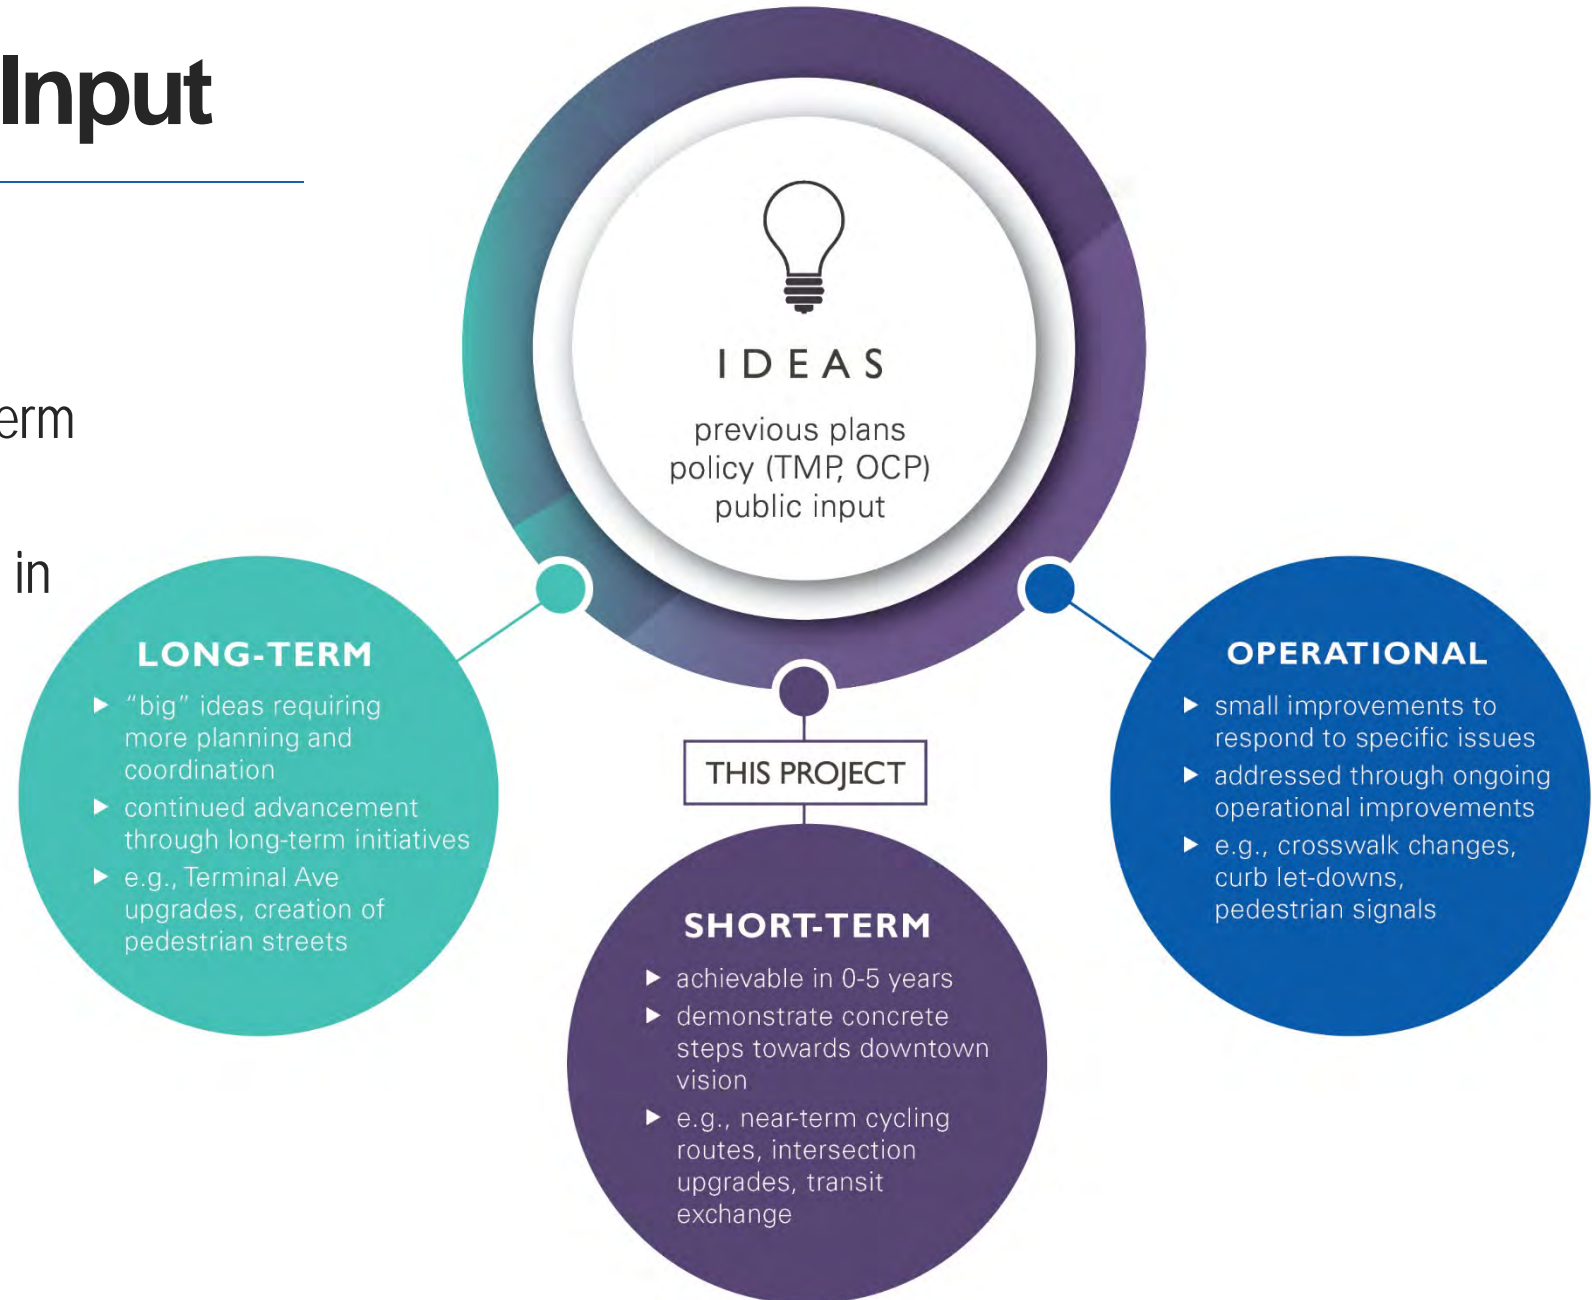 Input
erm
in
IDEAS
previous plans
policy (TMP, OCP)
public input
LONG-TERM
▶ "big" ideas requiring
more planning and
coordination
▶ continued advancement
through long-term initiatives
▶ e.g., Terminal Ave
upgrades, creation of
pedestrian streets
THIS PROJECT
SHORT-TERM
▶ achievable in 0-5 years
▶ demonstrate concrete
steps towards downtown
vision
▶ e.g., near-term cycling
routes, intersection
upgrades, transit
exchange
OPERATIONAL
▶ small improvements to
respond to specific issues
▶ addressed through ongoing
operational improvements
▶ e.g., crosswalk changes,
curb let-downs,
pedestrian signals